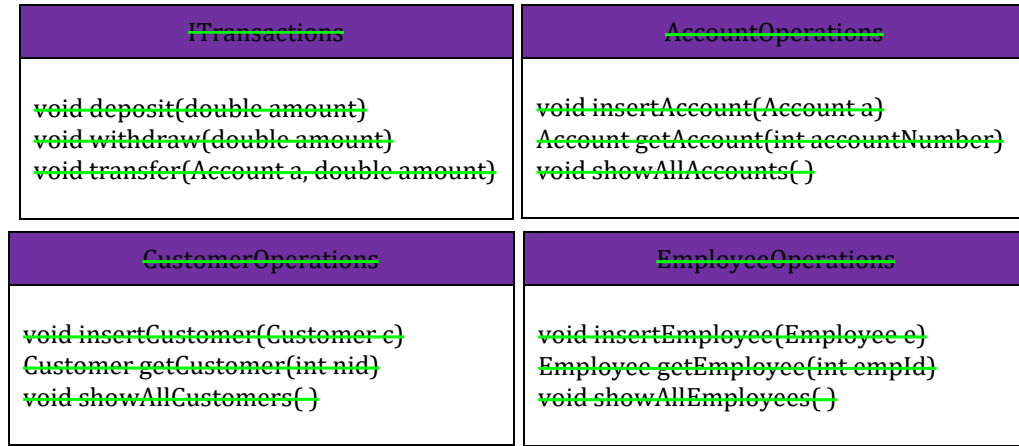 ITransactions
void deposit(double amount)
void withdraw(double amount)
void transfer(Account a, double amount)
AccountOperations
void insertAccount(Account a)
Account getAccount(int accountNumber)
void showAllAccounts( )
CustomerOperations
void insertCustomer(Customer c)
Customer getCustomer(int nid)
void showAllCustomers( )
EmployeeOperations
void insertEmployee(Employee e)
Employee getEmployee(int empId)
void showAllEmployees( )